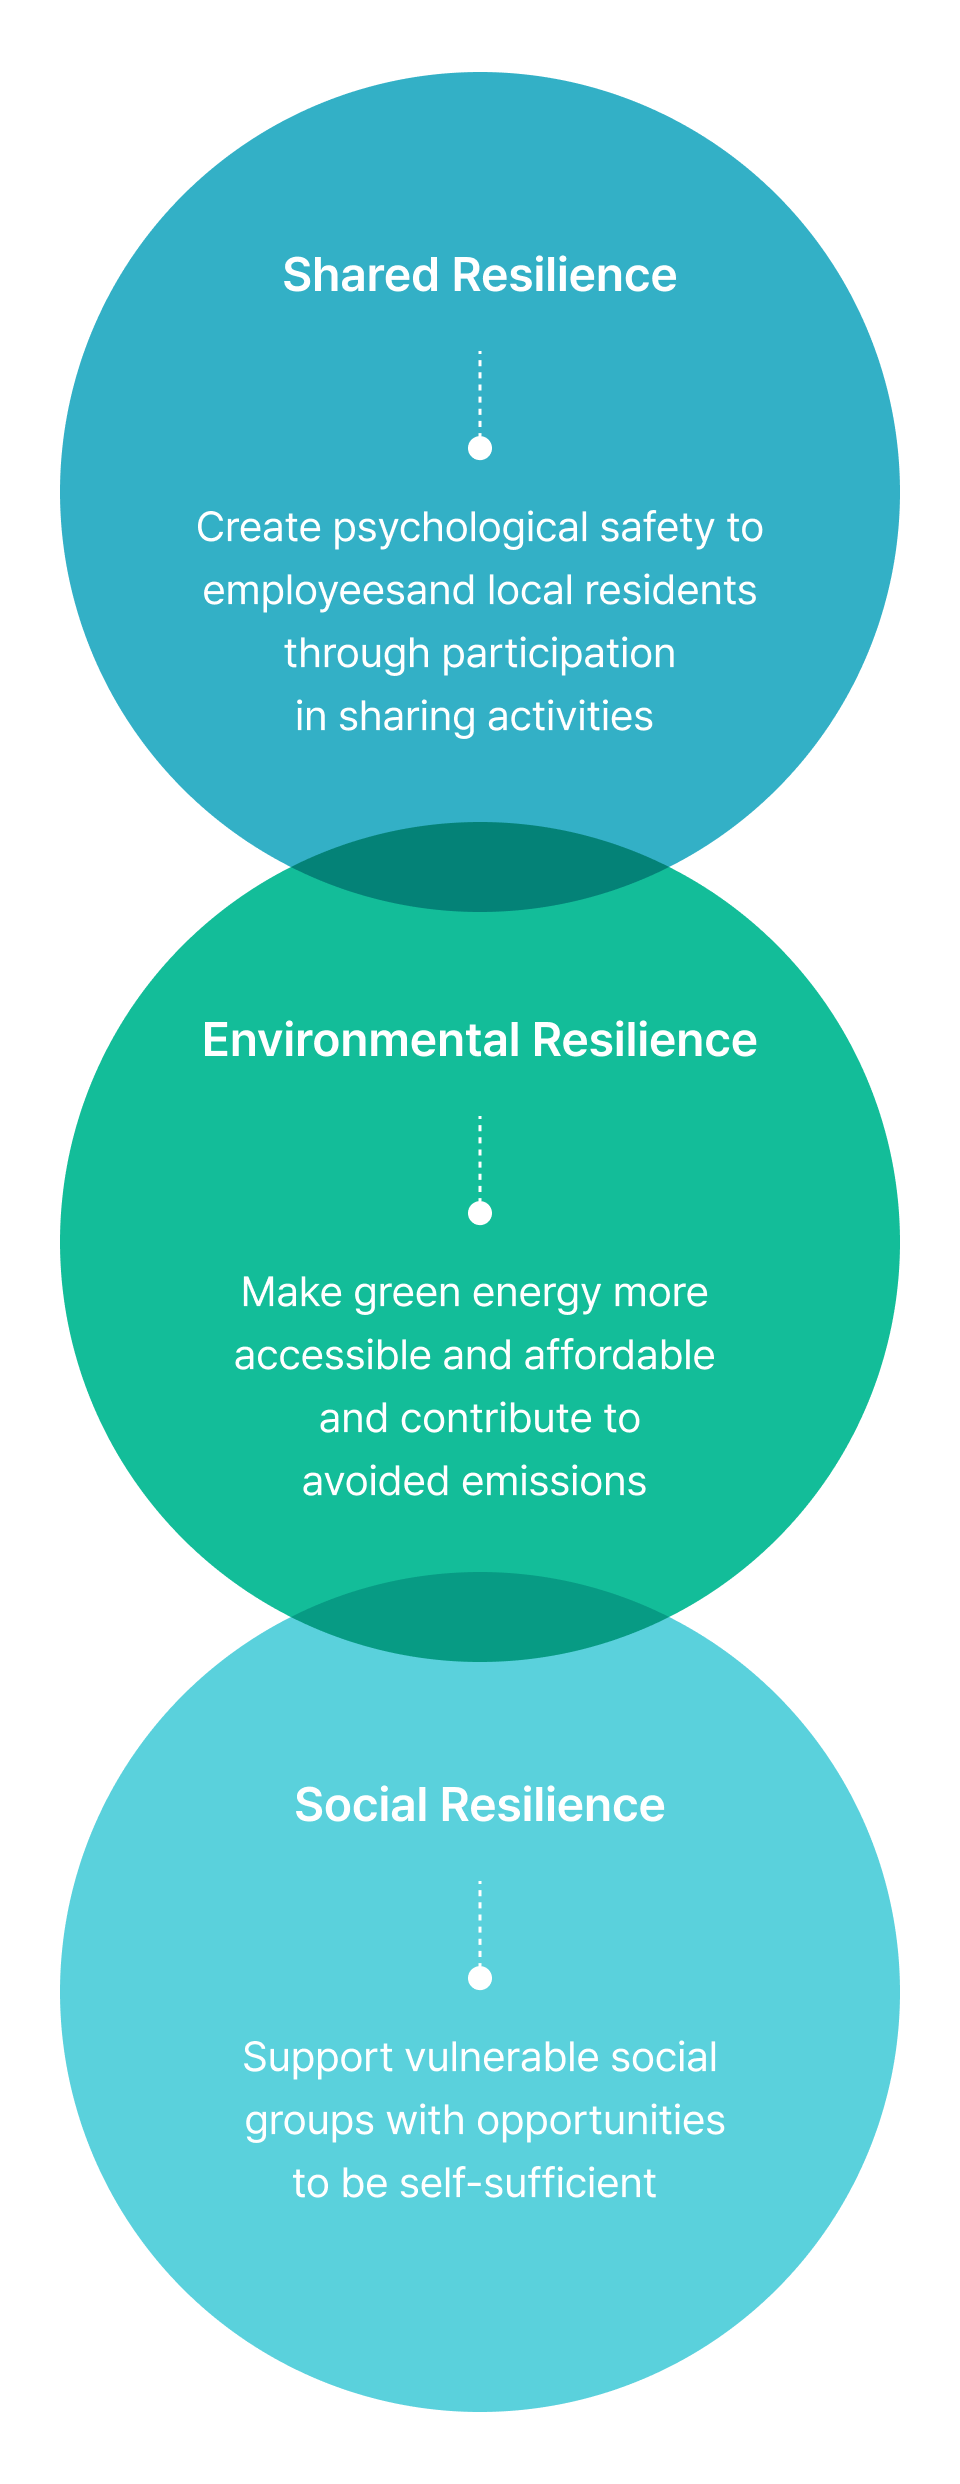 Shared Resilience
Create psychological safety to
employeesand local residents
through participation
in sharing activities
Environmental Resilience
Make green energy more
accessible and affordable
and contribute to
avoided emissions
Social Resilience
Support vulnerable social
groups with opportunities
to be self-sufficient